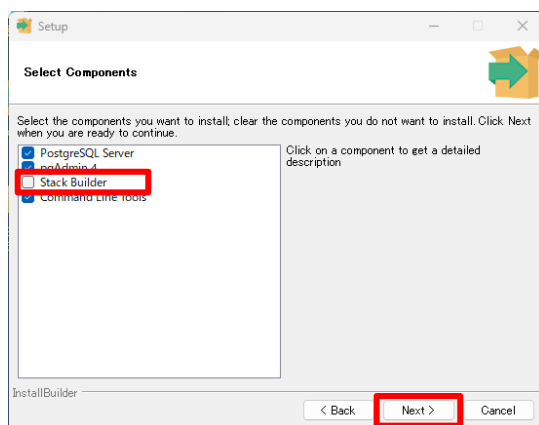 Setup
Select Components
Select the components you want to install; clear the components you do not want to install. Click Next
when you are ready to continue.
PostgreSQL Server
pgAdmin 4
Stack Builder
Command Line Tools
Click on a component to get a detailed
description
InstallBuilder
< Back
Next >
Cancel